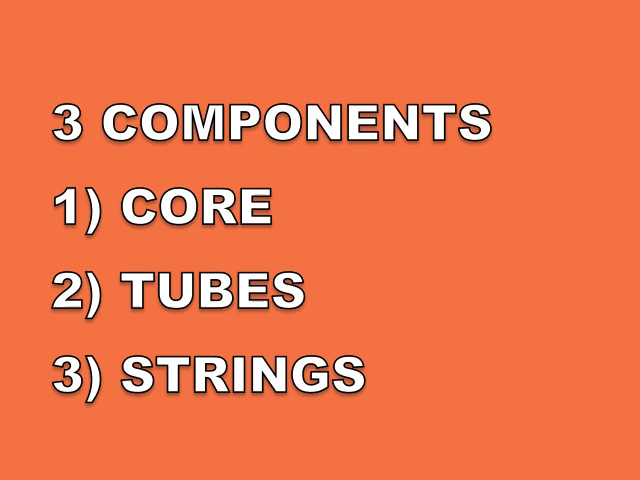 3 COMPONENTS
1) CORE
2) TUBES
3) STRINGS